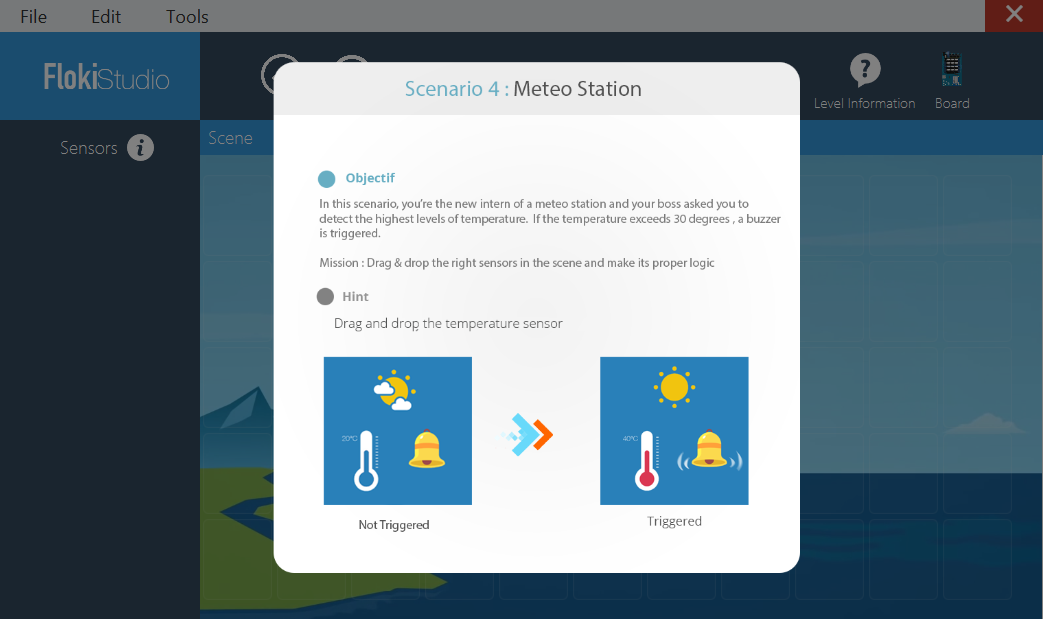 File Edit Tools
FlokiStudio
Level Information Board
Sensors
Scene
Scenario 4 : Meteo Station
Objectif
In this scenario, you're the new intern of a meteo station and your boss asked you to
detect the highest levels of temperature. If the temperature exceeds 30 degrees , a buzzer
is triggered.
Mission : Drag & drop the right sensors in the scene and make its proper logic
Hint
Drag and drop the temperature sensor
20°C
40°C
Not Triggered
Triggered